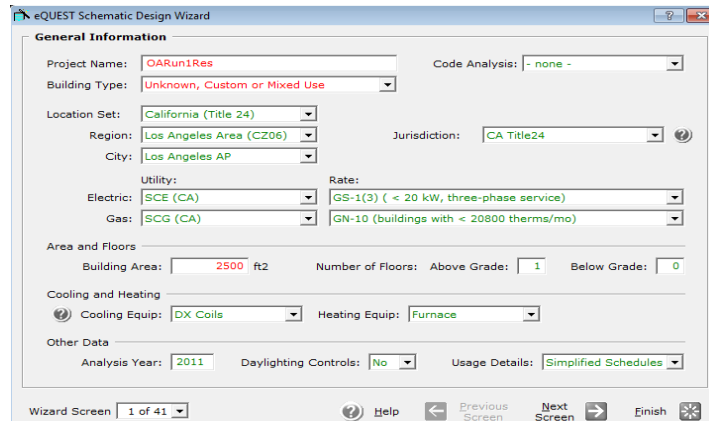 eQUEST Schematic Design Wizard
General Information
Project Name: OARun1Res Code Analysis: - none -
Building Type: Unknown, Custom or Mixed Use
Location Set: California (Title 24)
Region: Los Angeles Area (CZ06) Jurisdiction: CA Title24
City: Los Angeles AP
Utility: Rate:
Electric: SCE (CA) GS-1(3) ( < 20 kW, three-phase service)
Gas: SCG (CA) GN-10 (buildings with < 20800 therms/mo)
Area and Floors
Building Area: 2500 ft2 Number of Floors: Above Grade: 1 Below Grade: 0
Cooling and Heating
Cooling Equip: DX Coils Heating Equip: Furnace
Other Data
Analysis Year: 2011 Daylighting Controls: No Usage Details: Simplified Schedules
Wizard Screen 1 of 41 Help Previous Screen Next Screen Finish